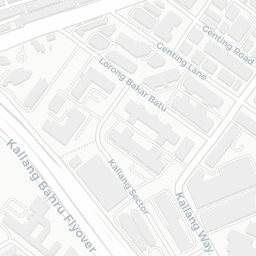 Genting Road
Genting Lane
Lorong Bakar Batu
Kallang Sector
Kallang Bahru Flyover
Kallang Way